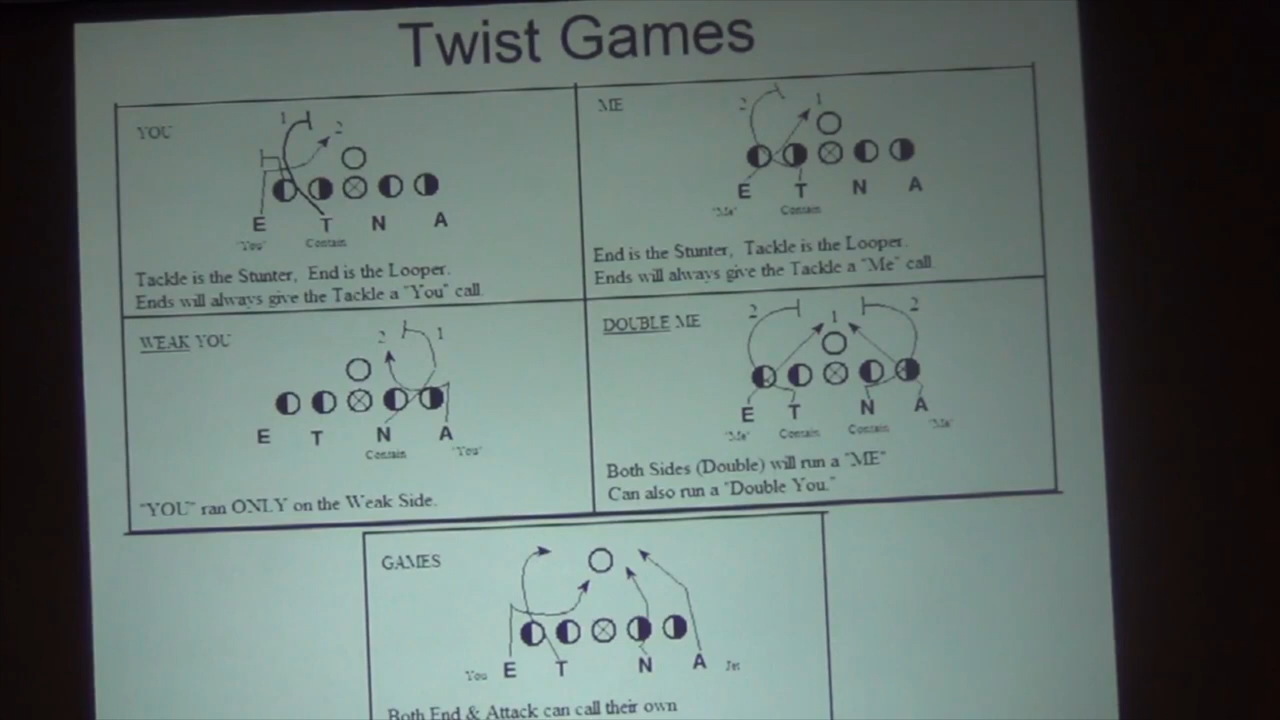 Twist Games
YOU
1
2
E T N A
"You" Contain
Tackle is the Stunter, End is the Looper.
Ends will always give the Tackle a "You" call.
ME
2
1
E T N A
"Me" Contain
End is the Stunter, Tackle is the Looper.
Ends will always give the Tackle a "Me" call
WEAK YOU
2
1
E T N A
Contain "You"
"YOU" ran ONLY on the Weak Side.
DOUBLE ME
2
1
2
E T N A
"Me" Contain Contain "Me"
Both Sides (Double) will run a "ME"
Can also run a "Double You."
GAMES
You E T N A Jet
Both End & Attack can call their own